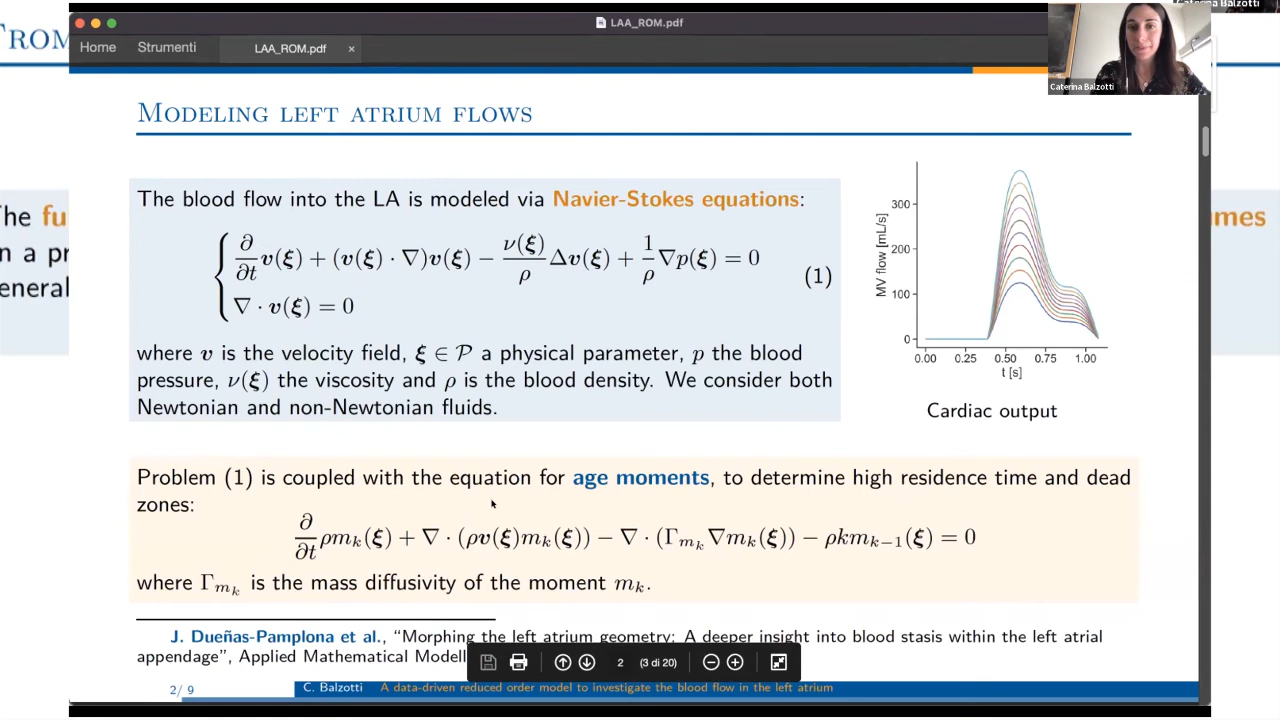 LAA_ROM.pdf
Caterina Balzotti
Home Strumenti LAA_ROM.pdf ×
Caterina Balzotti
MODELING LEFT ATRIUM FLOWS
The blood flow into the LA is modeled via Navier-Stokes equations:
∂/∂t v(ξ) + (v(ξ) · ∇)v(ξ) − ν(ξ)/ρ Δv(ξ) + 1/ρ ∇p(ξ) = 0
∇ · v(ξ) = 0
(1)
where v is the velocity field, ξ ∈ P a physical parameter, p the blood
pressure, ν(ξ) the viscosity and ρ is the blood density. We consider both
Newtonian and non-Newtonian fluids.
MV flow [mL/s]
300
200
100
0
0.00 0.25 0.50 0.75 1.00
t [s]
Cardiac output
Problem (1) is coupled with the equation for age moments, to determine high residence time and dead
zones:
∂/∂t ρm_k(ξ) + ∇ · (ρv(ξ)m_k(ξ)) − ∇ · (Γ_{m_k}∇m_k(ξ)) − ρkm_{k−1}(ξ) = 0
where Γ_{m_k} is the mass diffusivity of the moment m_k.
J. Dueñas-Pamplona et al., “Morphing the left atrium geometry: A deeper insight into blood stasis within the left atrial
appendage”, Applied Mathematical Modell
2 (3 di 20)
2/ 9 C. Balzotti A data-driven reduced order model to investigate the blood flow in the left atrium